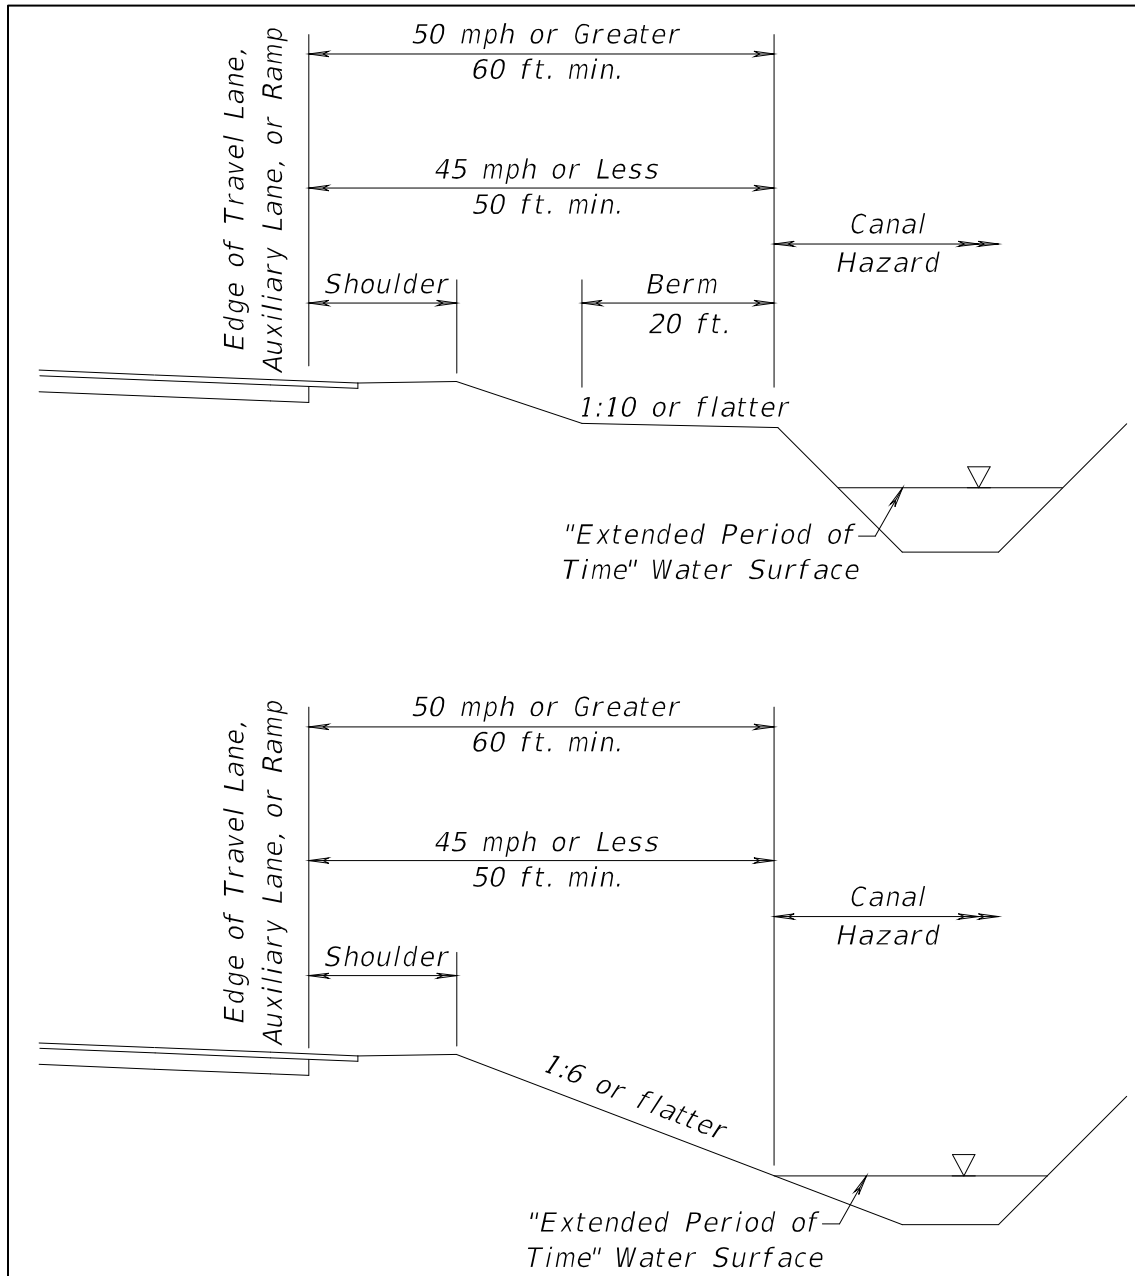 50 mph or Greater
60 ft. min.
Edge of Travel Lane,
Auxiliary Lane, or Ramp
45 mph or Less
50 ft. min.
Canal
Hazard
Shoulder
Berm
20 ft.
1:10 or flatter
"Extended Period of
Time" Water Surface
50 mph or Greater
60 ft. min.
Edge of Travel Lane,
Auxiliary Lane, or Ramp
45 mph or Less
50 ft. min.
Canal
Hazard
Shoulder
1:6 or flatter
"Extended Period of
Time" Water Surface